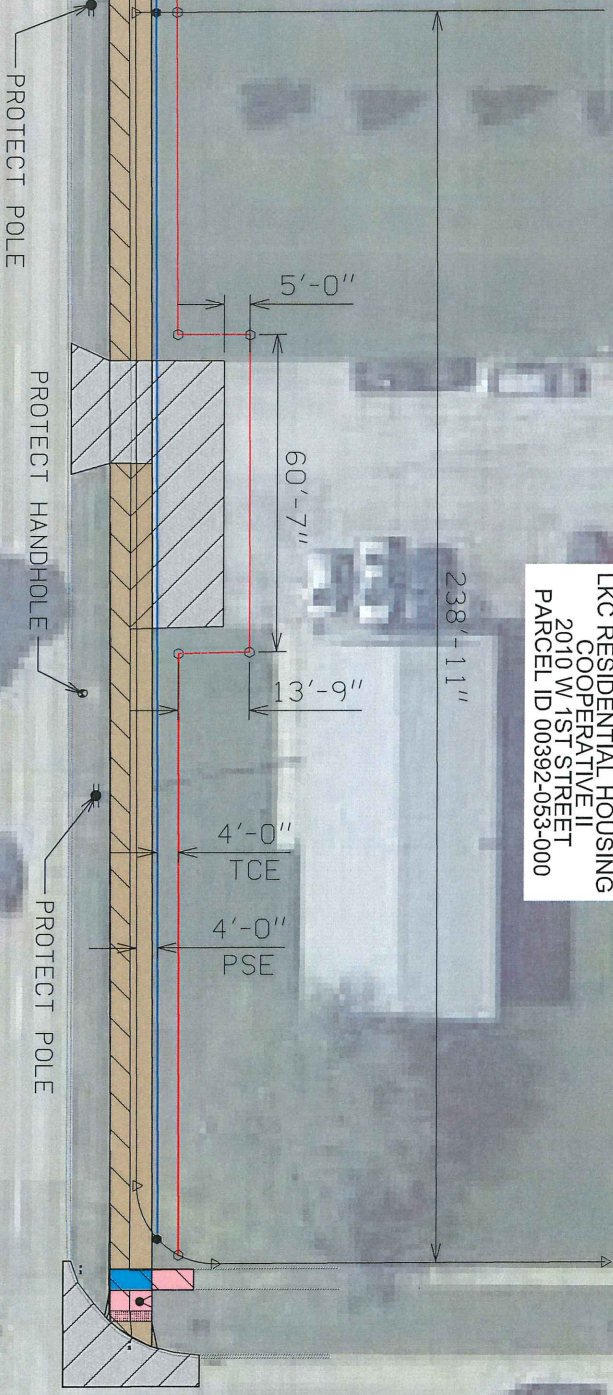 LKC RESIDENTIAL HOUSING
COOPERATIVE II
2010 W 1ST STREET
PARCEL ID 00392-053-000
238'-11"
5'-0"
60'-7"
13'-9"
4'-0"
TCE
4'-0"
PSE
PROTECT POLE
PROTECT HANDHOLE
PROTECT POLE